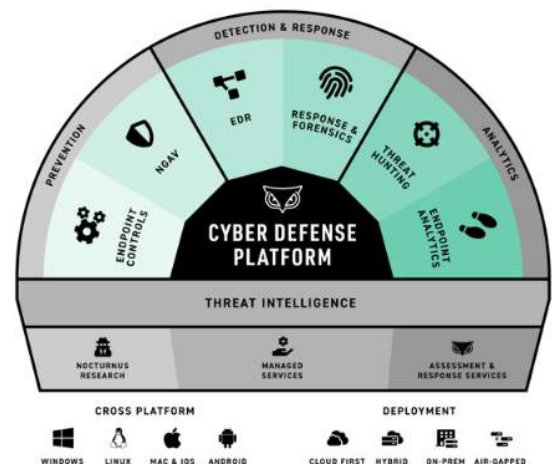 DETECTION & RESPONSE
PREVENTION
ANALYTICS
EDR
RESPONSE &
FORENSICS
NGAV
THREAT
HUNTING
ENDPOINT
CONTROLS
ENDPOINT
ANALYTICS
CYBER DEFENSE
PLATFORM
THREAT INTELLIGENCE
NOCTURNUS
RESEARCH
MANAGED
SERVICES
ASSESSMENT &
RESPONSE SERVICES
CROSS PLATFORM
DEPLOYMENT
WINDOWS LINUX MAC & IOS ANDROID
CLOUD FIRST HYBRID ON-PREM AIR-GAPPED